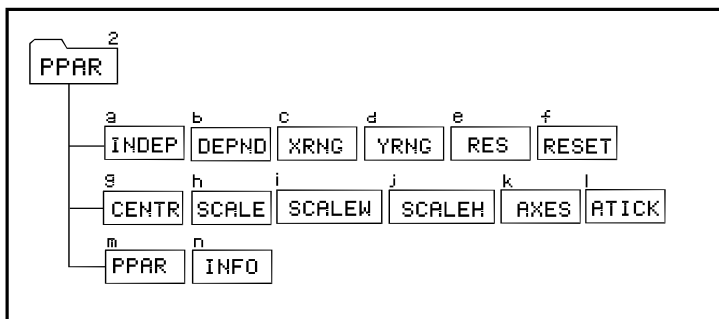 2
PPAR
a b c d e f
INDEP DEPND XRNG YRNG RES RESET
g h i j k l
CENTR SCALE SCALEW SCALEH AXES ATICK
m n
PPAR INFO